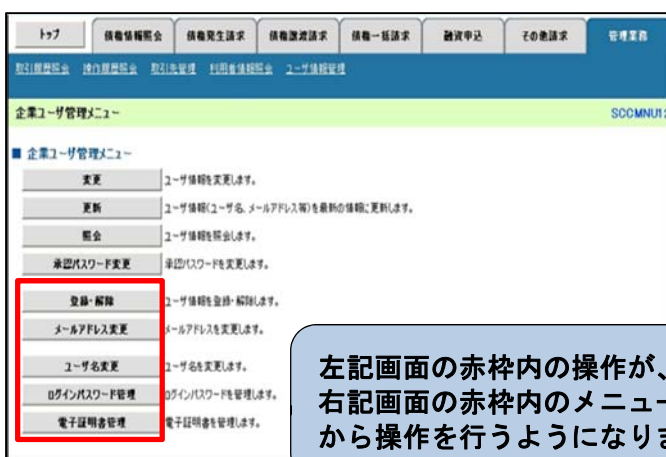 トップ 債権情報照会 債権発生請求 債権譲渡請求 債権一括請求 融資申込 その他請求 管理業務
取引履歴照会 操作履歴照会 取引先管理 利用者情報照会 ユーザ情報管理
企業ユーザ管理メニュー SCCMNU12
■ 企業ユーザ管理メニュー
変更 ユーザ情報を変更します。
更新 ユーザ情報(ユーザ名、メールアドレス等)を最新の情報に更新します。
照会 ユーザ情報を照会します。
承認パスワード変更 承認パスワードを変更します。
登録・解除 ユーザ情報を登録・解除します。
メールアドレス変更 メールアドレスを変更します。
ユーザ名変更 ユーザ名を変更します。
ログインパスワード管理 ログインパスワードを管理します。
電子証明書管理 電子証明書を管理します。
左記画面の赤枠内の操作が、
右記画面の赤枠内のメニュー
から操作を行うようになりま